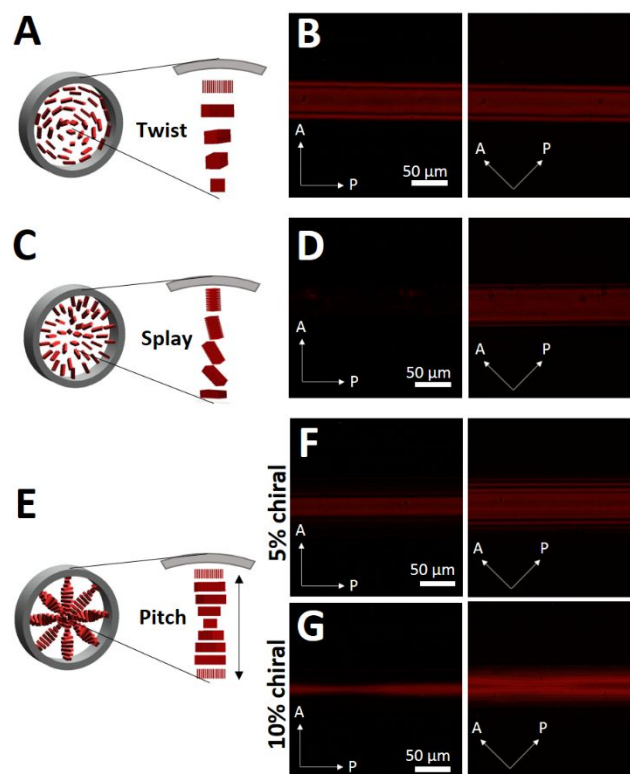 A
Twist
B
A
P
50 µm
A
P
C
Splay
D
A
P
50 µm
A
P
E
Pitch
5% chiral
F
A
P
50 µm
A
P
10% chiral
G
A
P
50 µm
A
P